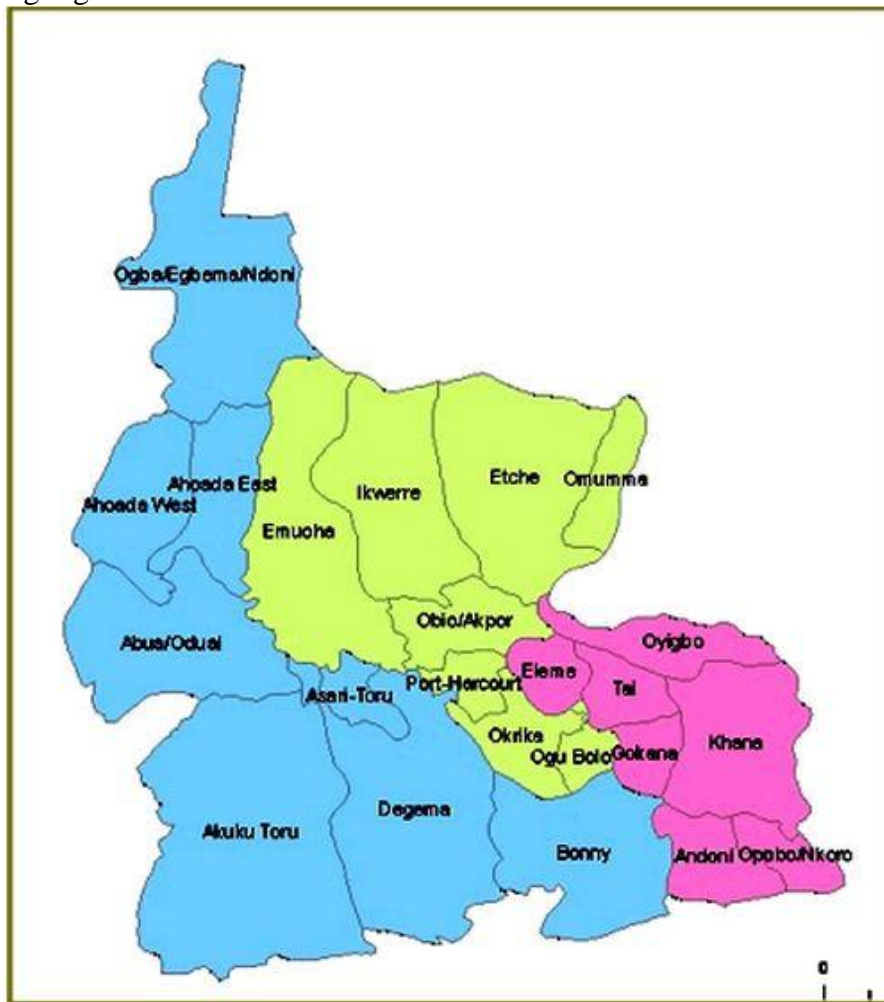 Ogba/Egbema/Ndoni
Ahoada East
Ahoada West
Emuoha
Ikwerre
Etche
Omumma
Abua/Odual
Obio/Akpor
Oyigbo
Asari-Toru
Port-Harcourt
Eleme
Tai
Okrika
Ogu Bolo
Gokana
Khana
Akuku Toru
Degema
Bonny
Andoni
Opobo/Nkoro
0